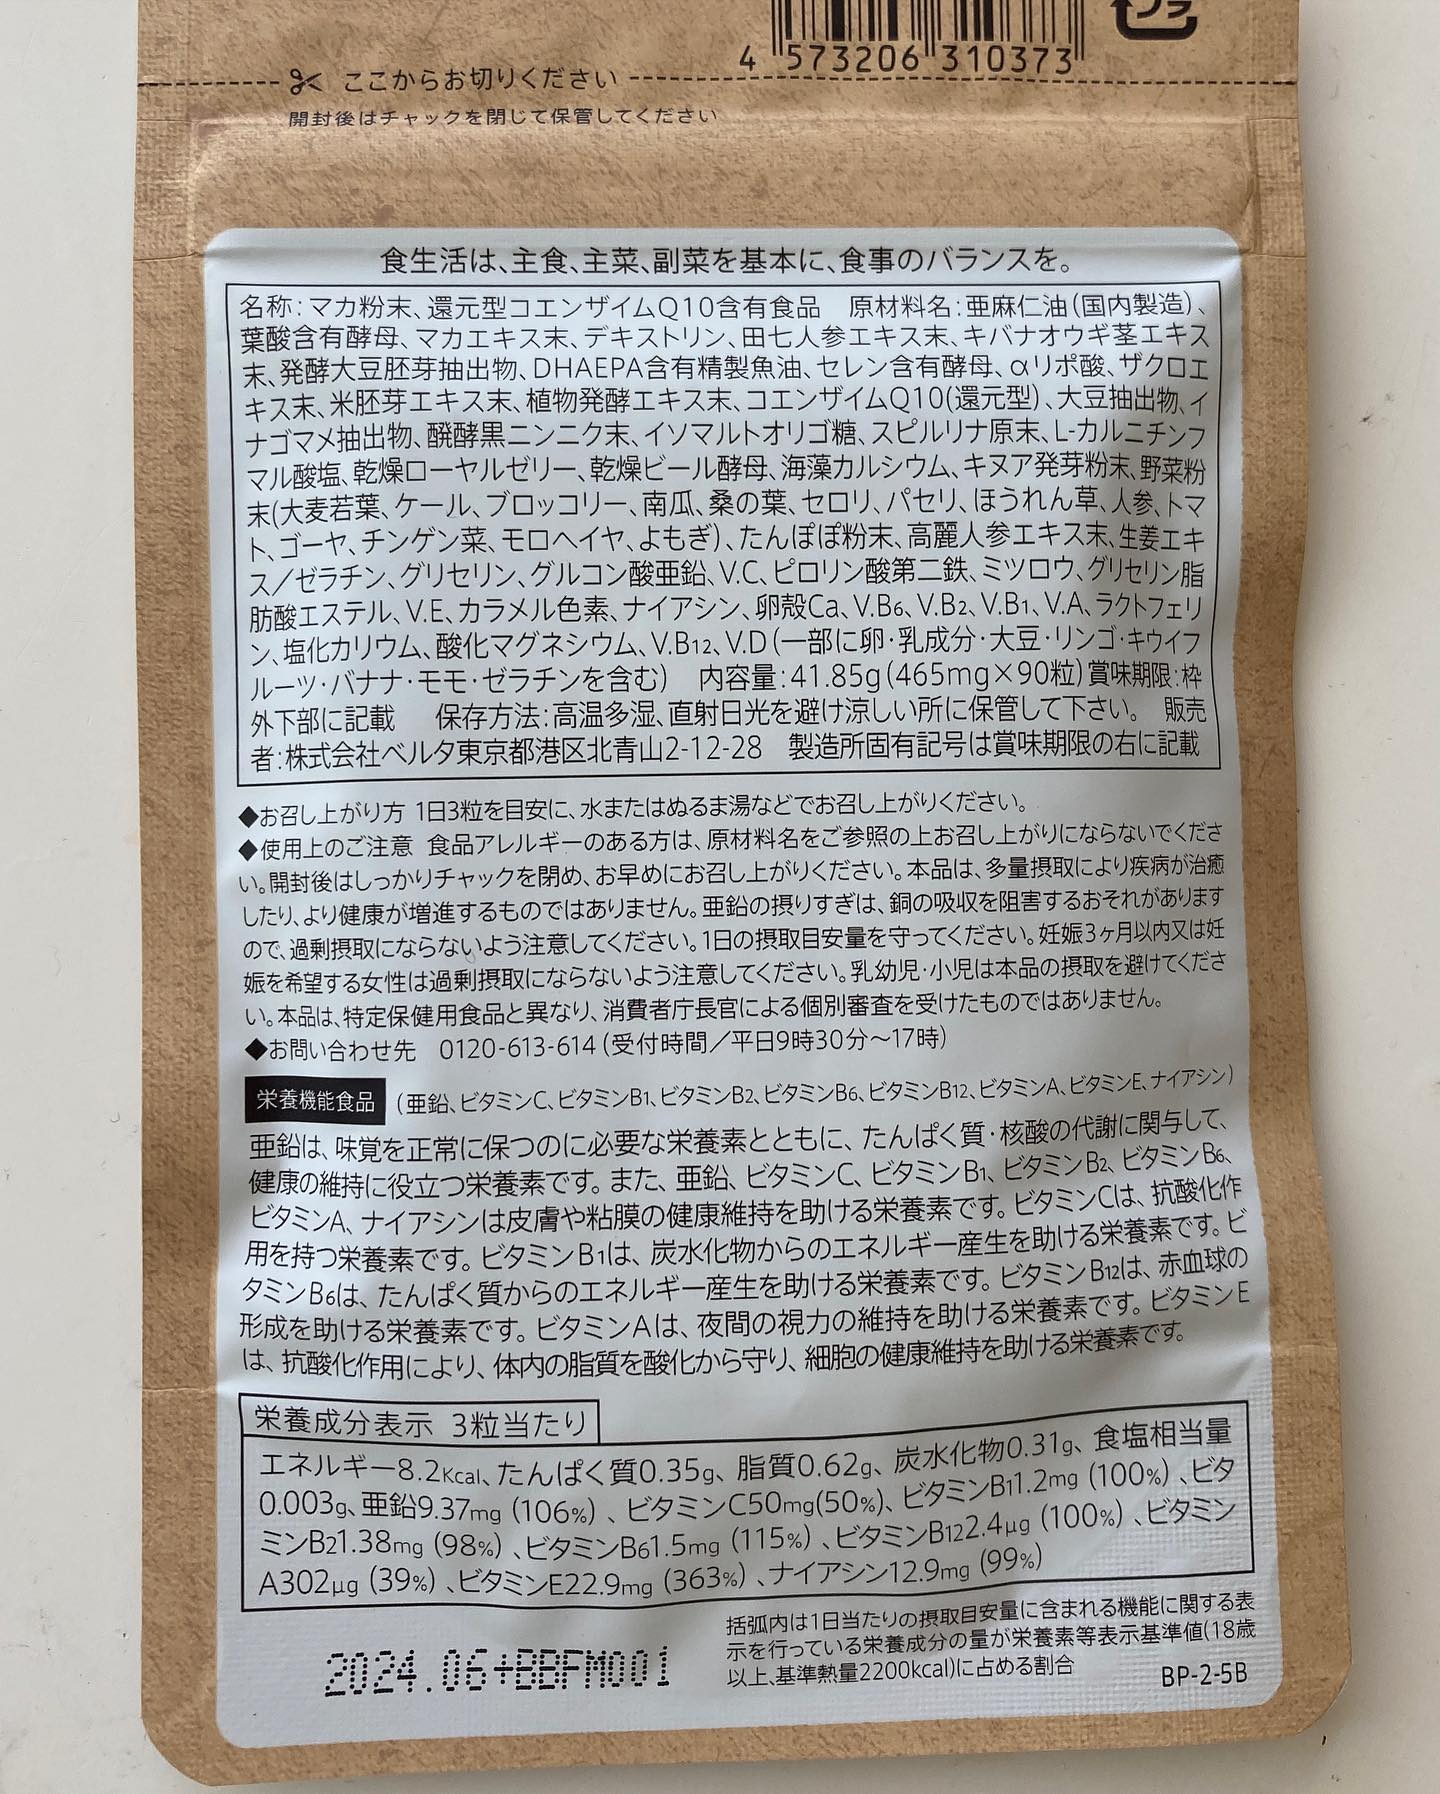 4 573206 310373
ここからお切りください
開封後はチャックを閉じて保管してください
食生活は、主食、主菜、副菜を基本に、食事のバランスを。
名称：マカ粉末、還元型コエンザイムQ10含有食品　原材料名：亜麻仁油（国内製造）、
葉酸含有酵母、マカエキス末、デキストリン、田七人参エキス末、キバナオウギ茎エキス
末、発酵大豆胚芽抽出物、DHAEPA含有精製魚油、セレン含有酵母、αリポ酸、ザクロエ
キス末、米胚芽エキス末、植物発酵エキス末、コエンザイムQ10(還元型)、大豆抽出物、イ
ナゴマメ抽出物、醗酵黒ニンニク末、イソマルトオリゴ糖、スピルリナ原末、L-カルニチンフ
マル酸塩、乾燥ローヤルゼリー、乾燥ビール酵母、海藻カルシウム、キヌア発芽粉末、野菜粉
末(大麦若葉、ケール、ブロッコリー、南瓜、桑の葉、セロリ、パセリ、ほうれん草、人参、トマ
ト、ゴーヤ、チンゲン菜、モロヘイヤ、よもぎ)、たんぽぽ粉末、高麗人参エキス末、生姜エキ
ス／ゼラチン、グリセリン、グルコン酸亜鉛、V.C、ピロリン酸第二鉄、ミツロウ、グリセリン脂
肪酸エステル、V.E、カラメル色素、ナイアシン、卵殻Ca、V.B6、V.B2、V.B1、V.A、ラクトフェリ
ン、塩化カリウム、酸化マグネシウム、V.B12、V.D（一部に卵・乳成分・大豆・リンゴ・キウイフ
ルーツ・バナナ・モモ・ゼラチンを含む）　内容量：41.85g(465mg×90粒)賞味期限：枠
外下部に記載　保存方法：高温多湿、直射日光を避け涼しい所に保管して下さい。　販売
者：株式会社ベルタ東京都港区北青山2-12-28　製造所固有記号は賞味期限の右に記載
◆お召し上がり方 1日3粒を目安に、水またはぬるま湯などでお召し上がりください。
◆使用上のご注意 食品アレルギーのある方は、原材料名をご参照の上お召し上がりにならないでくださ
い。開封後はしっかりチャックを閉め、お早めにお召し上がりください。本品は、多量摂取により疾病が治癒
したり、より健康が増進するものではありません。亜鉛の摂りすぎは、銅の吸収を阻害するおそれがあります
ので、過剰摂取にならないよう注意してください。1日の摂取目安量を守ってください。妊娠3ヶ月以内又は妊
娠を希望する女性は過剰摂取にならないよう注意してください。乳幼児・小児は本品の摂取を避けてくださ
い。本品は、特定保健用食品と異なり、消費者庁長官による個別審査を受けたものではありません。
◆お問い合わせ先　0120-613-614（受付時間／平日9時30分〜17時）
栄養機能食品（亜鉛、ビタミンC、ビタミンB1、ビタミンB2、ビタミンB6、ビタミンB12、ビタミンA、ビタミンE、ナイアシン）
亜鉛は、味覚を正常に保つのに必要な栄養素とともに、たんぱく質・核酸の代謝に関与して、
健康の維持に役立つ栄養素です。また、亜鉛、ビタミンC、ビタミンB1、ビタミンB2、ビタミンB6、
ビタミンA、ナイアシンは皮膚や粘膜の健康維持を助ける栄養素です。ビタミンCは、抗酸化作
用を持つ栄養素です。ビタミンB1は、炭水化物からのエネルギー産生を助ける栄養素です。ビ
タミンB6は、たんぱく質からのエネルギー産生を助ける栄養素です。ビタミンB12は、赤血球の
形成を助ける栄養素です。ビタミンAは、夜間の視力の維持を助ける栄養素です。ビタミンE
は、抗酸化作用により、体内の脂質を酸化から守り、細胞の健康維持を助ける栄養素です。
栄養成分表示 3粒当たり
エネルギー8.2Kcal、たんぱく質0.35g、脂質0.62g、炭水化物0.31g、食塩相当量
0.003g、亜鉛9.37mg (106%)、ビタミンC50mg(50%)、ビタミンB11.2mg (100%)、ビタ
ミンB21.38mg (98%)、ビタミンB61.5mg (115%)、ビタミンB122.4μg (100%)、ビタミン
A302μg (39%)、ビタミンE22.9mg (363%)、ナイアシン12.9mg (99%)
括弧内は1日当たりの摂取目安量に含まれる機能に関する表
示を行っている栄養成分の量が栄養素等表示基準値(18歳
以上、基準熱量2200kcal)に占める割合
BP-2-5B
2024.06+BBFM001